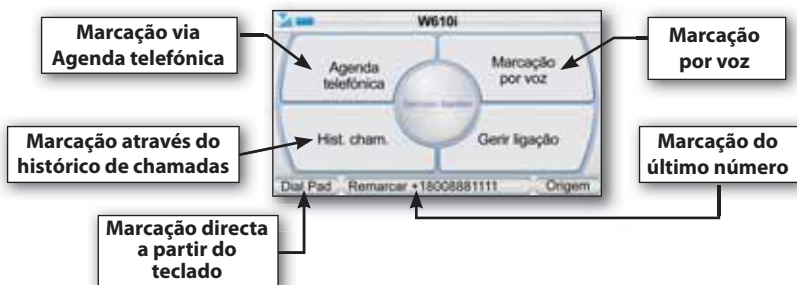 W610i
Marcação via
Agenda telefónica
Marcação
por voz
Agenda
telefónica
Marcação
por voz
Marcação através do
histórico de chamadas
Hist. cham.
Gerir ligação
Marcação do
último número
Dial Pad
Remarcar +18008881111
Origem
Marcação directa
a partir do
teclado